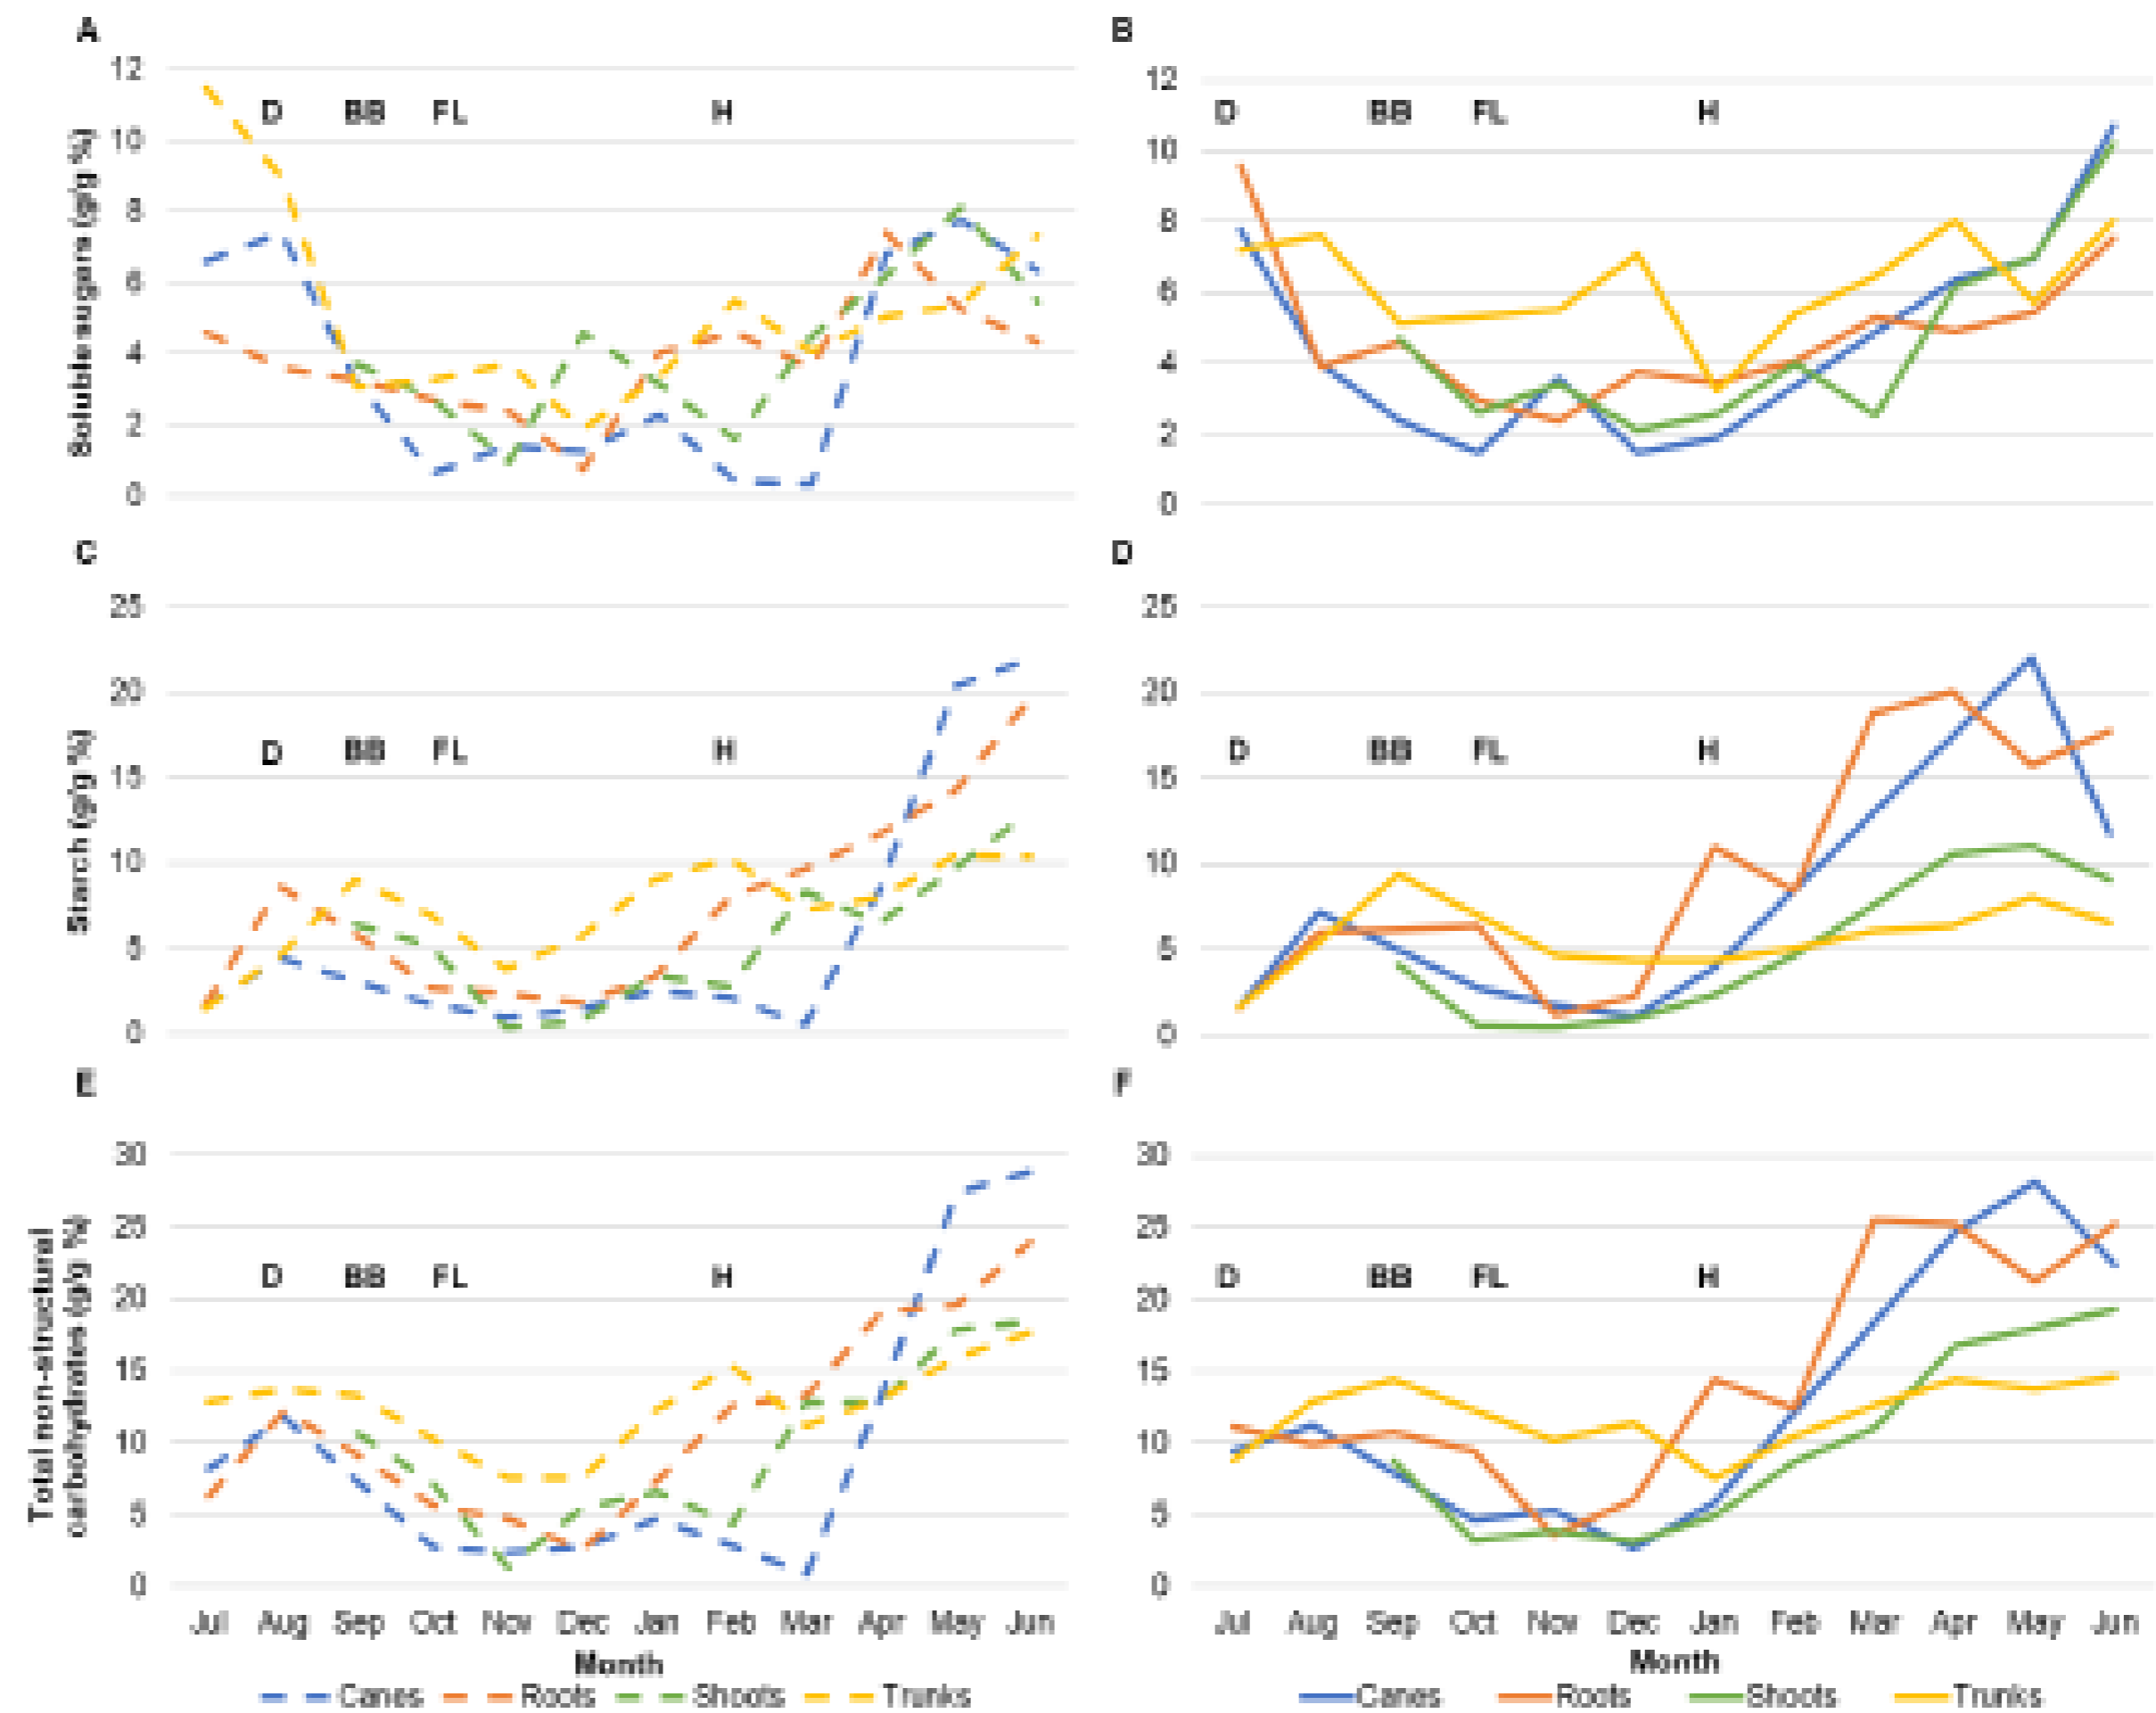 A
12
10
8
6
4
2
0
Soluble sugars (g/g %)
D BB FL H
B
12
10
8
6
4
2
0
D BB FL H
C
25
20
15
10
5
0
Starch (g/g %)
D BB FL H
D
25
20
15
10
5
0
D BB FL H
E
30
25
20
15
10
5
0
Total non-structural
carbohydrates (g/g %)
D BB FL H
Jul Aug Sep Oct Nov Dec Jan Feb Mar Apr May Jun
Month
Canes Roots Shoots Trunks
F
30
25
20
15
10
5
0
D BB FL H
Jul Aug Sep Oct Nov Dec Jan Feb Mar Apr May Jun
Month
Canes Roots Shoots Trunks